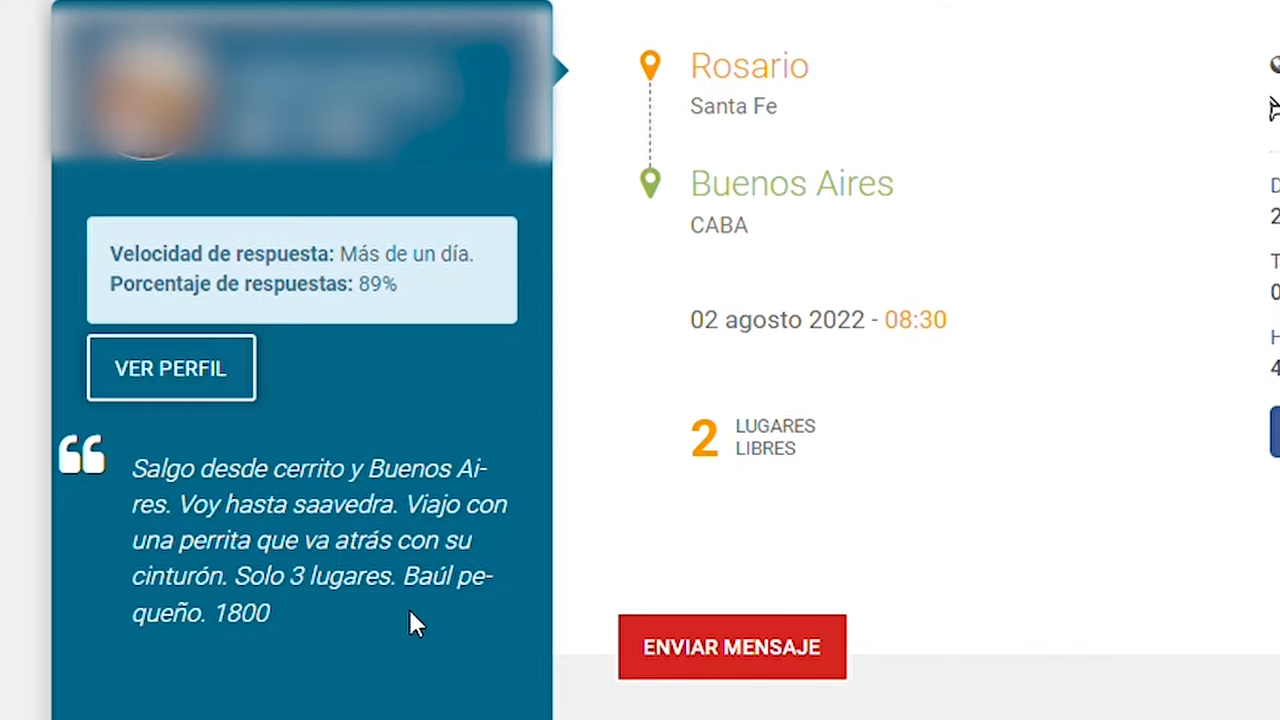 Velocidad de respuesta: Más de un día.
Porcentaje de respuestas: 89%
VER PERFIL
Salgo desde cerrito y Buenos Ai-
res. Voy hasta saavedra. Viajo con
una perrita que va atrás con su
cinturón. Solo 3 lugares. Baúl pe-
queño. 1800
Rosario
Santa Fe
Buenos Aires
CABA
02 agosto 2022 - 08:30
2 LUGARES
LIBRES
ENVIAR MENSAJE